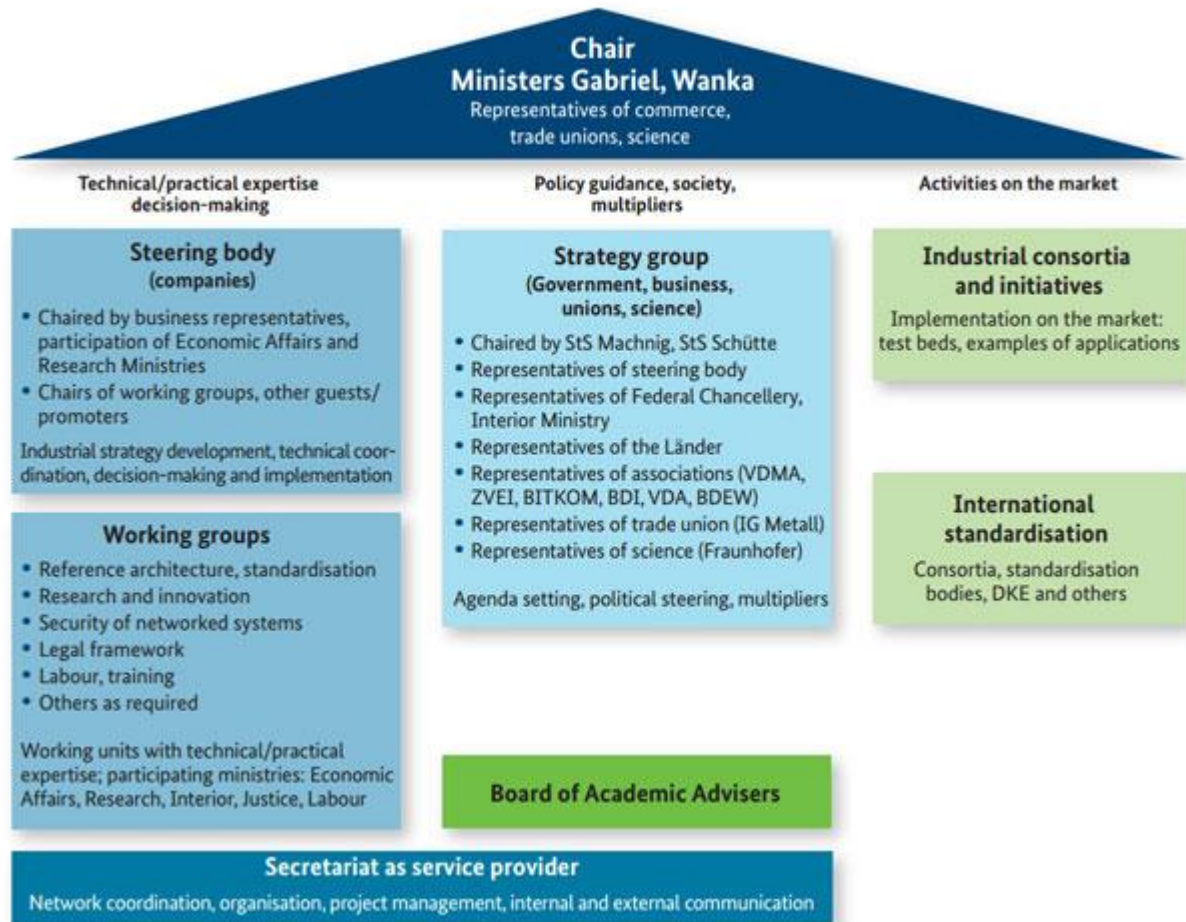 Chair
Ministers Gabriel, Wanka
Representatives of commerce,
trade unions, science
Technical/practical expertise
decision-making
Steering body
(companies)
• Chaired by business representatives,
participation of Economic Affairs and
Research Ministries
• Chairs of working groups, other guests/
promoters
Industrial strategy development, technical coor-
dination, decision-making and implementation
Working groups
• Reference architecture, standardisation
• Research and innovation
• Security of networked systems
• Legal framework
• Labour, training
• Others as required
Working units with technical/practical
expertise; participating ministries: Economic
Affairs, Research, Interior, Justice, Labour
Policy guidance, society,
multipliers
Strategy group
(Government, business,
unions, science)
• Chaired by StS Machnig, StS Schütte
• Representatives of steering body
• Representatives of Federal Chancellery,
Interior Ministry
• Representatives of the Länder
• Representatives of associations (VDMA,
ZVEI, BITKOM, BDI, VDA, BDEW)
• Representatives of trade union (IG Metall)
• Representatives of science (Fraunhofer)
Agenda setting, political steering, multipliers
Board of Academic Advisers
Activities on the market
Industrial consortia
and initiatives
Implementation on the market:
test beds, examples of applications
International
standardisation
Consortia, standardisation
bodies, DKE and others
Secretariat as service provider
Network coordination, organisation, project management, internal and external communication